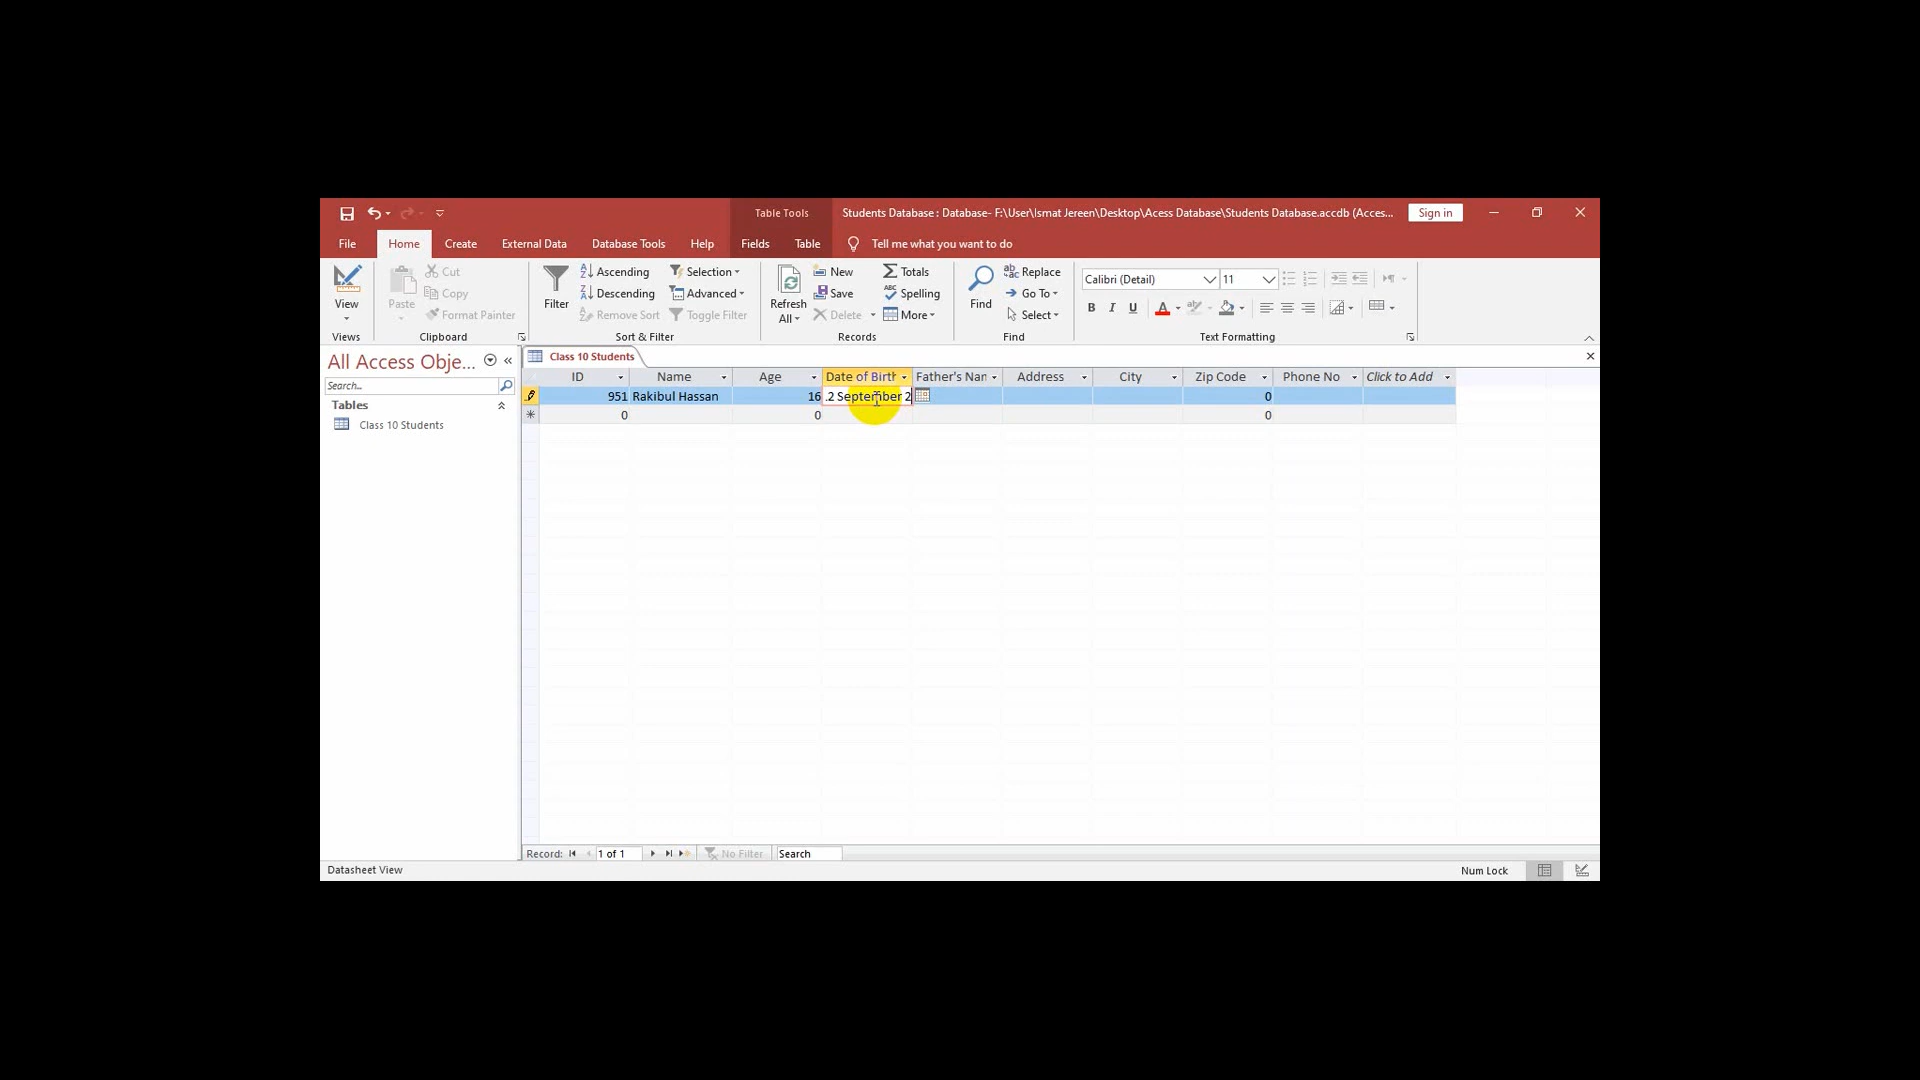 Table Tools
Students Database : Database- F:\User\Ismat Jereen\Desktop\Acess Database\Students Database.accdb (Acces...
Sign in
File Home Create External Data Database Tools Help Fields Table Tell me what you want to do
View
Views
Paste
Cut
Copy
Format Painter
Clipboard
Filter
Ascending
Descending
Remove Sort
Selection
Advanced
Toggle Filter
Sort & Filter
Refresh
All
New
Save
Delete
Totals
Spelling
More
Records
Find
Replace
Go To
Select
Find
Calibri (Detail) 11
B I U
Text Formatting
All Access Obje...
Search...
Tables
Class 10 Students
Class 10 Students
ID Name Age Date of Birth Father's Nan Address City Zip Code Phone No Click to Add
951 Rakibul Hassan 16 .2 September 2 0
0 0 0
Record: 1 of 1 No Filter Search
Datasheet View
Num Lock